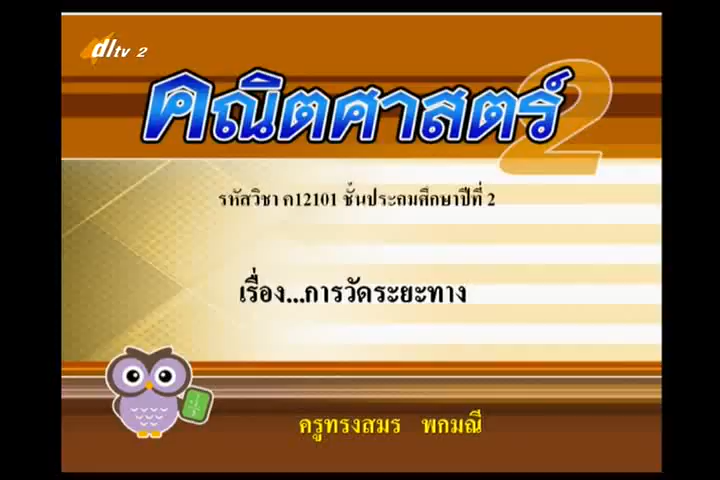 dltv 2
คณิตศาสตร์ 2
รหัสวิชา ค12101 ชั้นประถมศึกษาปีที่ 2
เรื่อง...การวัดระยะทาง
ครูทรงสมร พกมณี